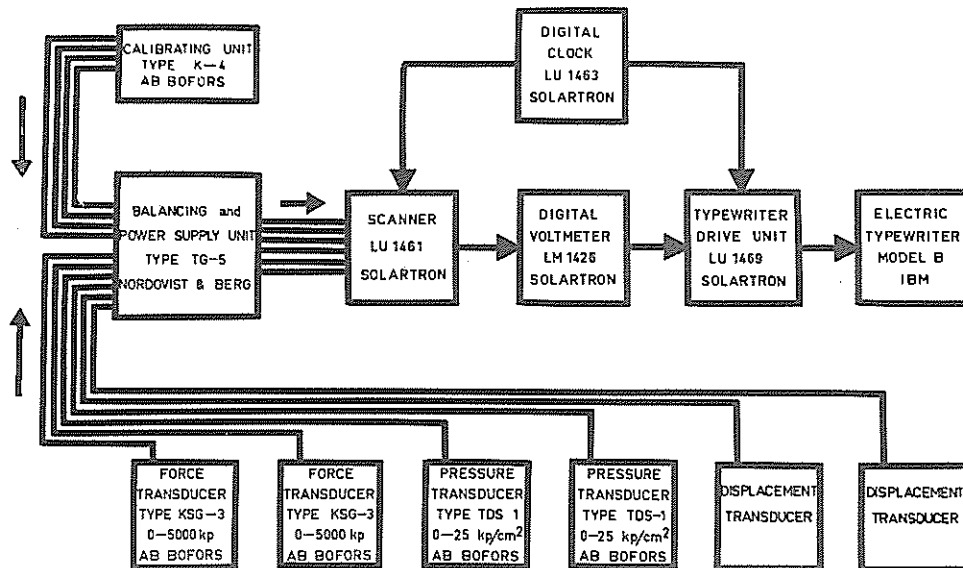 CALIBRATING UNIT
TYPE K-4
AB BOFORS
DIGITAL
CLOCK
LU 1463
SOLARTRON
BALANCING and
POWER SUPPLY UNIT
TYPE TG-5
NORDQVIST & BERG
SCANNER
LU 1461
SOLARTRON
DIGITAL
VOLTMETER
LM 1426
SOLARTRON
TYPEWRITER
DRIVE UNIT
LU 1469
SOLARTRON
ELECTRIC
TYPEWRITER
MODEL B
IBM
FORCE
TRANSDUCER
TYPE KSG-3
0-5000 kp
AB BOFORS
FORCE
TRANSDUCER
TYPE KSG-3
0-5000 kp
AB BOFORS
PRESSURE
TRANSDUCER
TYPE TDS 1
0-25 kp/cm²
AB BOFORS
PRESSURE
TRANSDUCER
TYPE TDS-1
0-25 kp/cm²
AB BOFORS
DISPLACEMENT
TRANSDUCER
DISPLACEMENT
TRANSDUCER